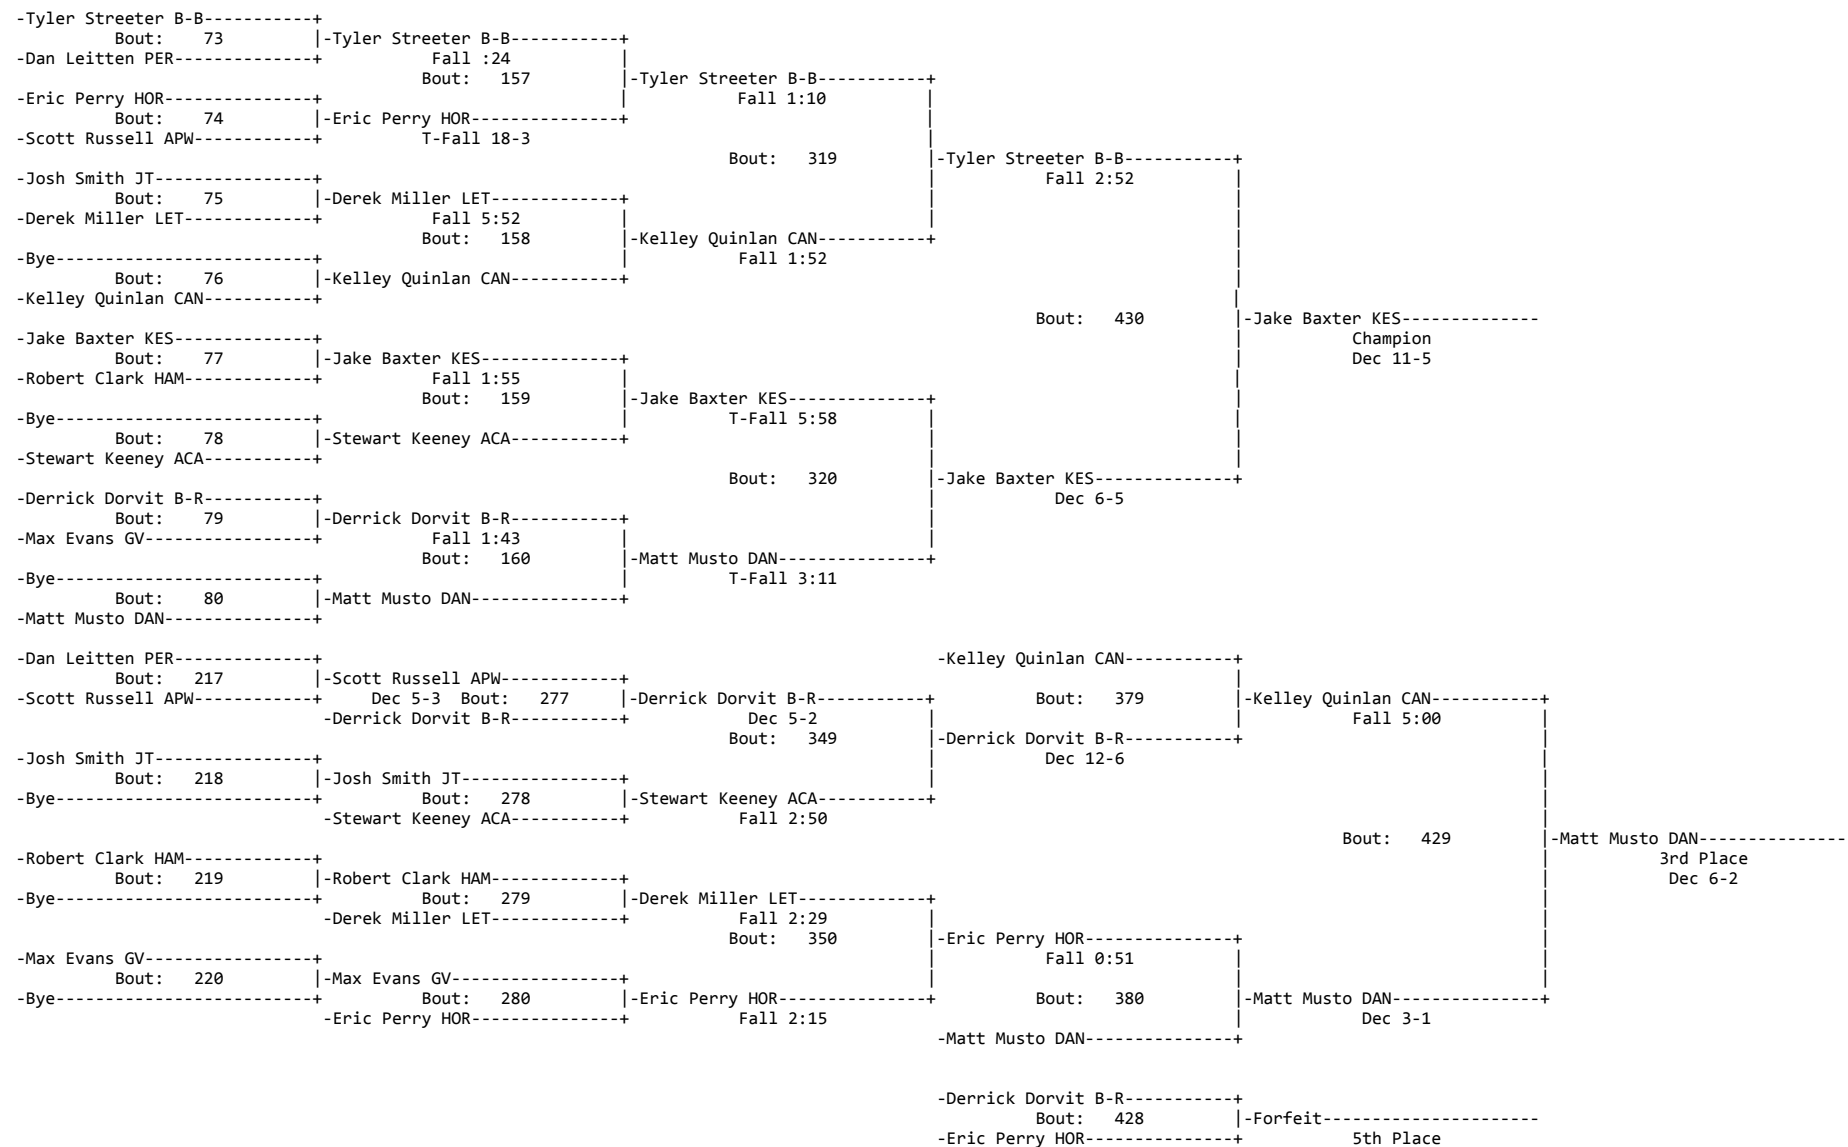 -Tyler Streeter B-B-----------+
Bout: 73 |-Tyler Streeter B-B-----------+
-Dan Leitten PER--------------+ Fall :24 |
Bout: 157 |-Tyler Streeter B-B-----------+
-Eric Perry HOR---------------+ | Fall 1:10 |
Bout: 74 |-Eric Perry HOR---------------+ |
-Scott Russell APW------------+ T-Fall 18-3 |
Bout: 319 |-Tyler Streeter B-B-----------+
-Josh Smith JT----------------+ | Fall 2:52 |
Bout: 75 |-Derek Miller LET-------------+ | |
-Derek Miller LET-------------+ Fall 5:52 | | |
Bout: 158 |-Kelley Quinlan CAN-----------+ |
-Bye--------------------------+ | Fall 1:52 |
Bout: 76 |-Kelley Quinlan CAN-----------+ |
-Kelley Quinlan CAN-----------+ |
Bout: 430 |-Jake Baxter KES--------------
-Jake Baxter KES--------------+ | Champion
Bout: 77 |-Jake Baxter KES--------------+ | Dec 11-5
-Robert Clark HAM-------------+ Fall 1:55 | |
Bout: 159 |-Jake Baxter KES--------------+ |
-Bye--------------------------+ | T-Fall 5:58 | |
Bout: 78 |-Stewart Keeney ACA-----------+ | |
-Stewart Keeney ACA-----------+ | |
Bout: 320 |-Jake Baxter KES--------------+
-Derrick Dorvit B-R-----------+ | Dec 6-5
Bout: 79 |-Derrick Dorvit B-R-----------+ |
-Max Evans GV-----------------+ Fall 1:43 | |
Bout: 160 |-Matt Musto DAN---------------+
-Bye--------------------------+ | T-Fall 3:11
Bout: 80 |-Matt Musto DAN---------------+
-Matt Musto DAN---------------+
-Dan Leitten PER--------------+ -Kelley Quinlan CAN-----------+
Bout: 217 |-Scott Russell APW------------+ |
-Scott Russell APW------------+ Dec 5-3 Bout: 277 |-Derrick Dorvit B-R-----------+ Bout: 379 |-Kelley Quinlan CAN-----------+
-Derrick Dorvit B-R-----------+ Dec 5-2 | | Fall 5:00 |
Bout: 349 |-Derrick Dorvit B-R-----------+ |
-Josh Smith JT----------------+ | Dec 12-6 |
Bout: 218 |-Josh Smith JT----------------+ | |
-Bye--------------------------+ Bout: 278 |-Stewart Keeney ACA-----------+ |
-Stewart Keeney ACA-----------+ Fall 2:50 |
Bout: 429 |-Matt Musto DAN---------------
-Robert Clark HAM-------------+ | 3rd Place
Bout: 219 |-Robert Clark HAM-------------+ | Dec 6-2
-Bye--------------------------+ Bout: 279 |-Derek Miller LET-------------+ |
-Derek Miller LET-------------+ Fall 2:29 | |
Bout: 350 |-Eric Perry HOR---------------+ |
-Max Evans GV-----------------+ | Fall 0:51 | |
Bout: 220 |-Max Evans GV-----------------+ | | |
-Bye--------------------------+ Bout: 280 |-Eric Perry HOR---------------+ Bout: 380 |-Matt Musto DAN---------------+
-Eric Perry HOR---------------+ Fall 2:15 | Dec 3-1
-Matt Musto DAN---------------+
-Derrick Dorvit B-R-----------+
Bout: 428 |-Forfeit----------------------
-Eric Perry HOR---------------+ 5th Place